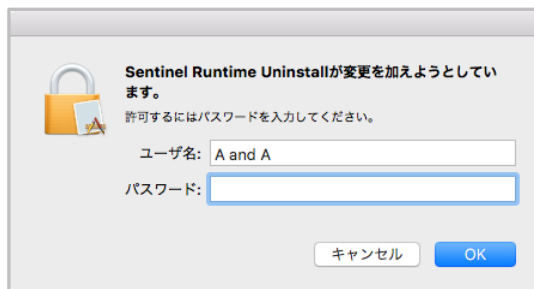 Sentinel Runtime Uninstallが変更を加えようとしてい
ます。
許可するにはパスワードを入力してください。
ユーザ名: A and A
パスワード:
キャンセル OK